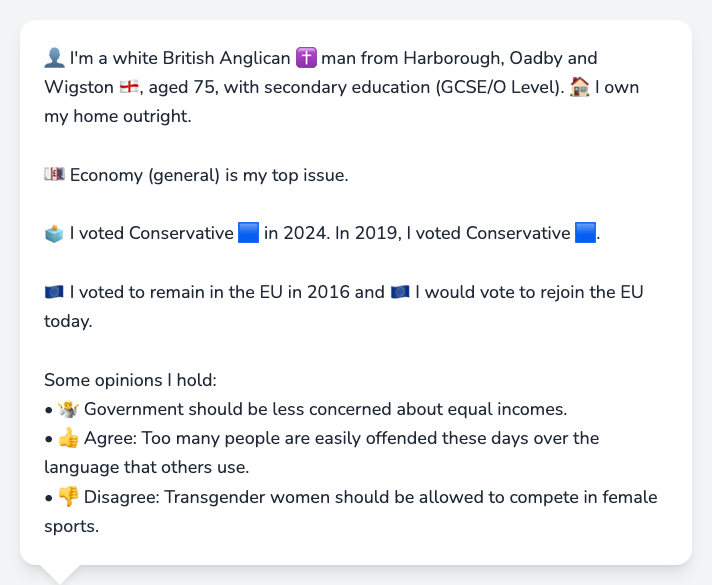 👤 I'm a white British Anglican ✝️ man from Harborough, Oadby and
Wigston 🏴󠁧󠁢󠁥󠁮󠁧󠁿, aged 75, with secondary education (GCSE/O Level). 🏠 I own
my home outright.
💷 Economy (general) is my top issue.
🗳️ I voted Conservative 🟦 in 2024. In 2019, I voted Conservative 🟦.
🇪🇺 I voted to remain in the EU in 2016 and 🇪🇺 I would vote to rejoin the EU
today.
Some opinions I hold:
• 🤷 Government should be less concerned about equal incomes.
• 👍 Agree: Too many people are easily offended these days over the
language that others use.
• 👎 Disagree: Transgender women should be allowed to compete in female
sports.